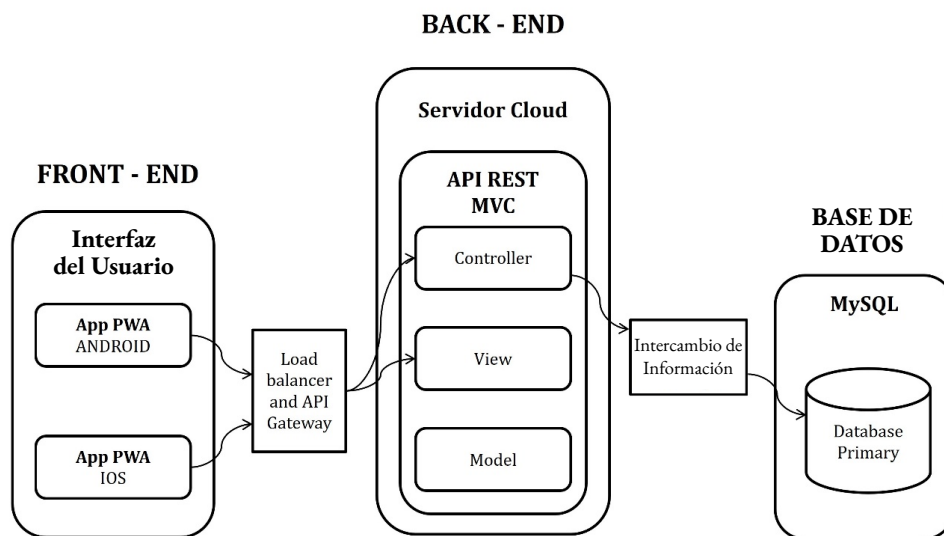 BACK - END
Servidor Cloud
FRONT - END
API REST
MVC
BASE DE
DATOS
Interfaz
del Usuario
Controller
MySQL
App PWA
ANDROID
Load
balancer
and API
Gateway
View
Intercambio de
Información
Database
Primary
App PWA
IOS
Model